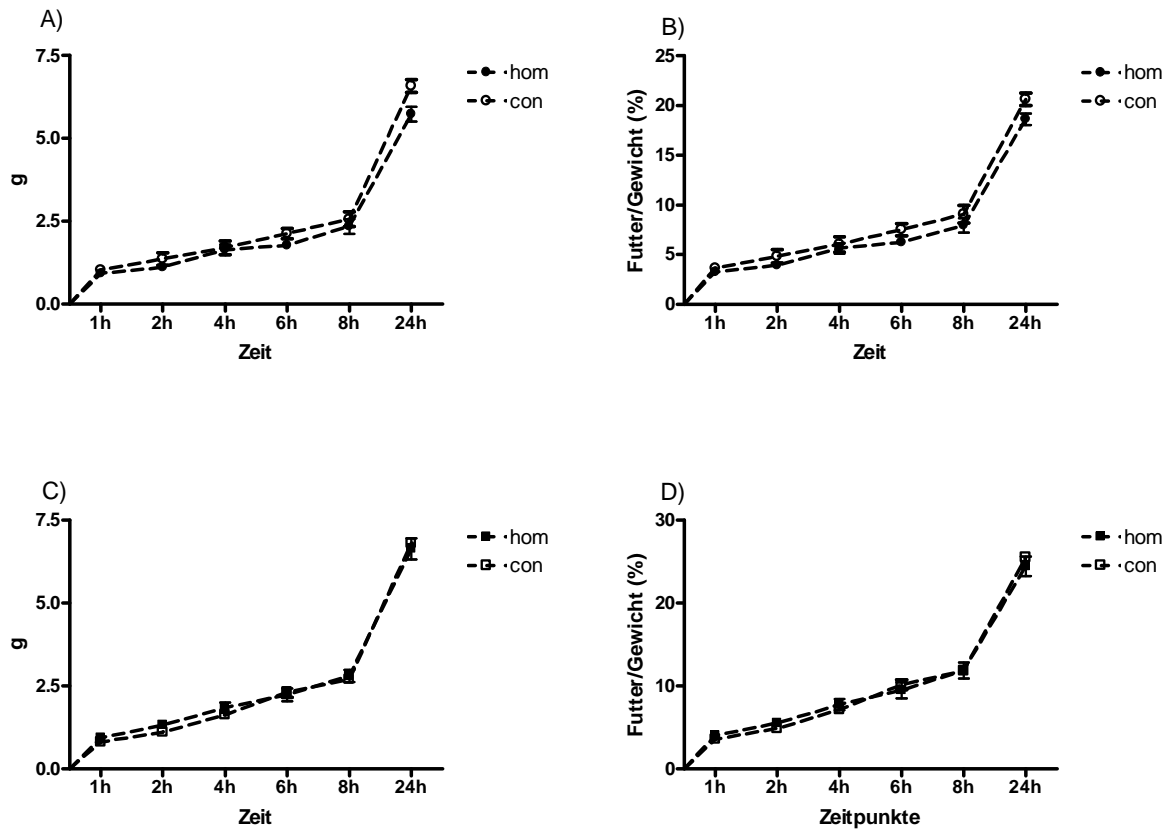 A)
7.5
5.0
2.5
0.0
g
1h 2h 4h 6h 8h 24h
Zeit
hom
con
B)
25
20
15
10
5
0
Futter/Gewicht (%)
1h 2h 4h 6h 8h 24h
Zeit
hom
con
C)
7.5
5.0
2.5
0.0
g
1h 2h 4h 6h 8h 24h
Zeit
hom
con
D)
30
20
10
0
Futter/Gewicht (%)
1h 2h 4h 6h 8h 24h
Zeitpunkte
hom
con